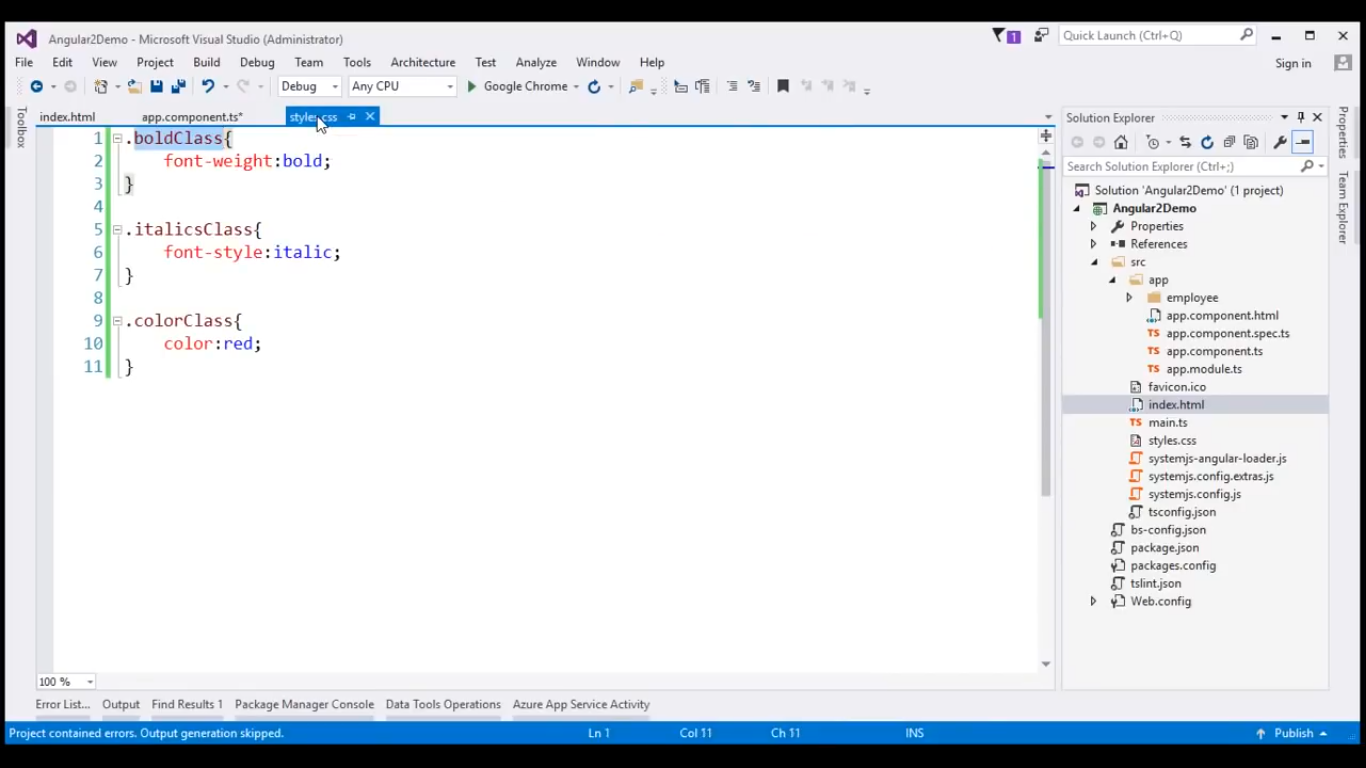 Angular2Demo - Microsoft Visual Studio (Administrator)
1
Quick Launch (Ctrl+Q)
File Edit View Project Build Debug Team Tools Architecture Test Analyze Window Help
Sign in
Debug Any CPU Google Chrome
Toolbox
index.html app.component.ts* styles.css
1 .boldClass{
2 font-weight:bold;
3 }
4
5 .italicsClass{
6 font-style:italic;
7 }
8
9 .colorClass{
10 color:red;
11 }
100 %
Solution Explorer
Search Solution Explorer (Ctrl+;)
Solution 'Angular2Demo' (1 project)
Angular2Demo
Properties
References
src
app
employee
app.component.html
TS app.component.spec.ts
TS app.component.ts
TS app.module.ts
favicon.ico
index.html
TS main.ts
styles.css
systemjs-angular-loader.js
systemjs.config.extras.js
systemjs.config.js
tsconfig.json
bs-config.json
package.json
packages.config
tslint.json
Web.config
Properties
Team Explorer
Error List... Output Find Results 1 Package Manager Console Data Tools Operations Azure App Service Activity
Project contained errors. Output generation skipped. Ln 1 Col 11 Ch 11 INS Publish